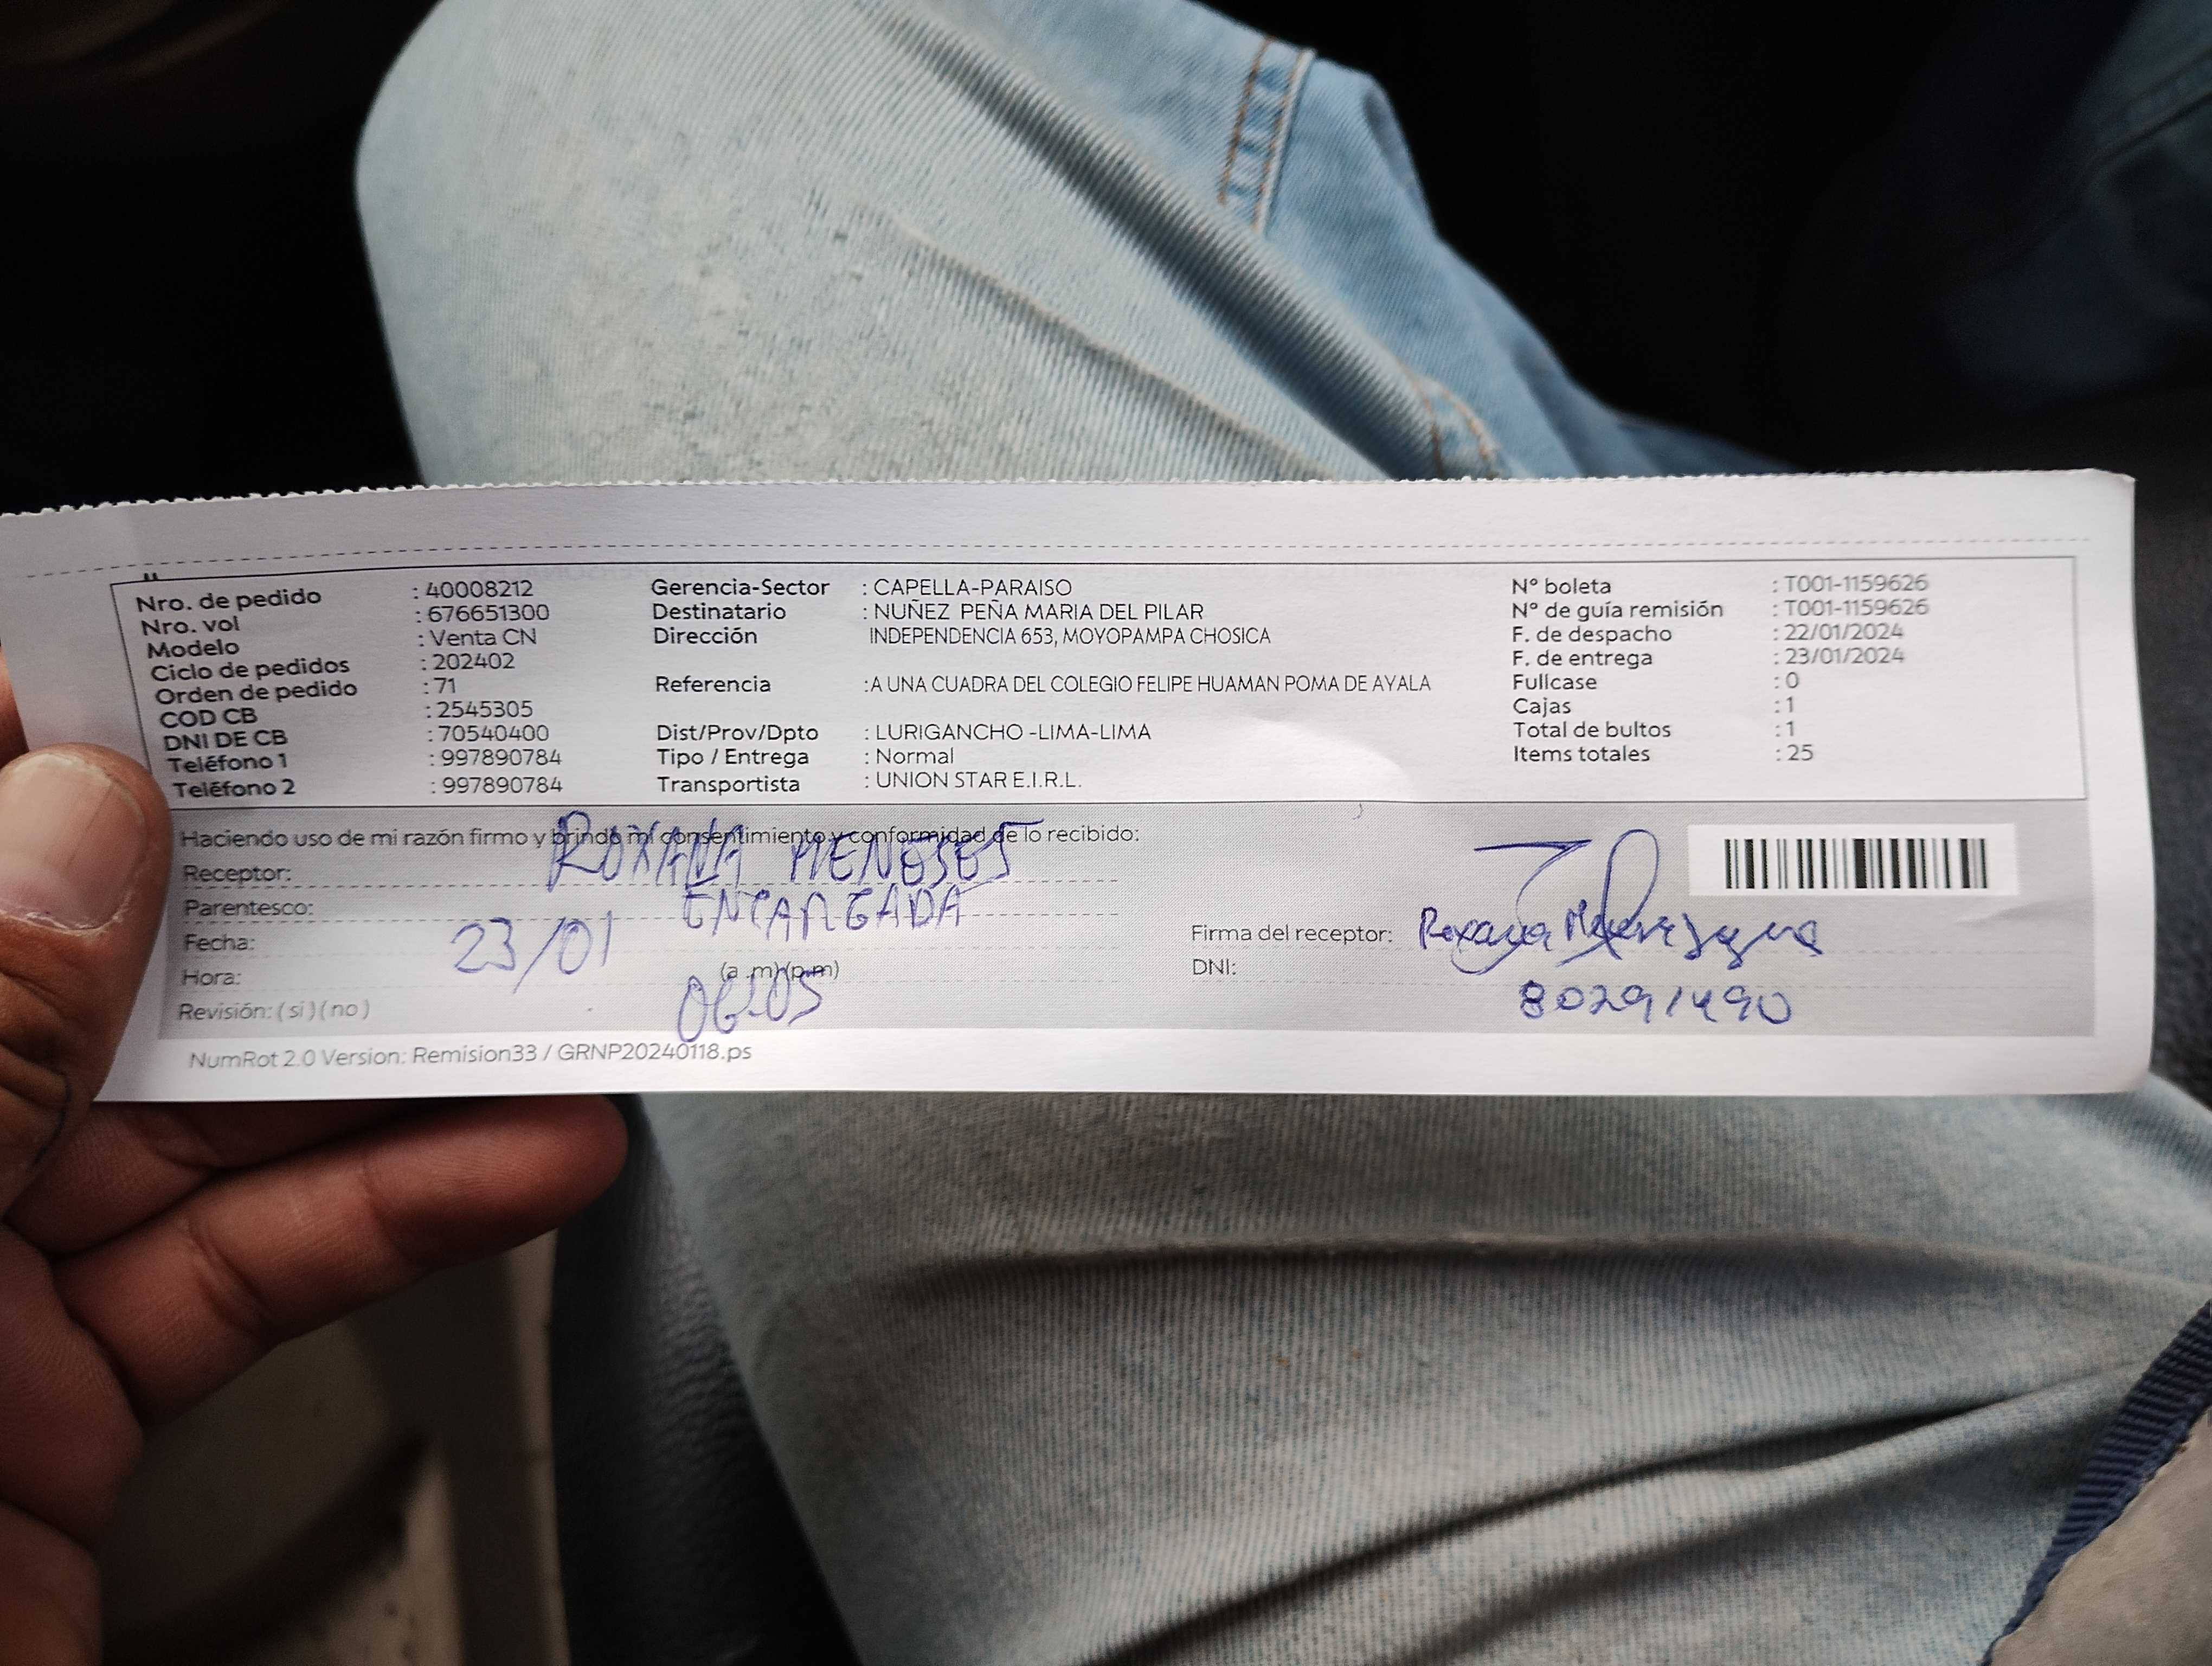 Nro. de pedido : 40008212
Nro. vol : 676651300
Modelo : Venta CN
Ciclo de pedidos : 202402
Orden de pedido : 71
COD CB : 2545305
DNI DE CB : 70540400
Teléfono 1 : 997890784
Teléfono 2 : 997890784
Gerencia-Sector : CAPELLA-PARAISO
Destinatario : NUÑEZ PEÑA MARIA DEL PILAR
Dirección INDEPENDENCIA 653, MOYOPAMPA CHOSICA
Referencia :A UNA CUADRA DEL COLEGIO FELIPE HUAMAN POMA DE AYALA
Dist/Prov/Dpto : LURIGANCHO -LIMA-LIMA
Tipo / Entrega : Normal
Transportista : UNION STAR E.I.R.L.
N° boleta : T001-1159626
N° de guía remisión : T001-1159626
F. de despacho : 22/01/2024
F. de entrega : 23/01/2024
Fullcase : 0
Cajas : 1
Total de bultos : 1
Items totales : 25
Haciendo uso de mi razón firmo y brindo mi consentimiento y conformidad de lo recibido:
Receptor: ROXANA MENESES
Parentesco: ENCARGADA
Fecha: 23/01
Hora: (a .m)(p.m) 06:05
Revisión: ( si ) ( no )
Firma del receptor: Roxana
DNI: 80291490
NumRot 2.0 Version: Remision33 / GRNP20240118.ps